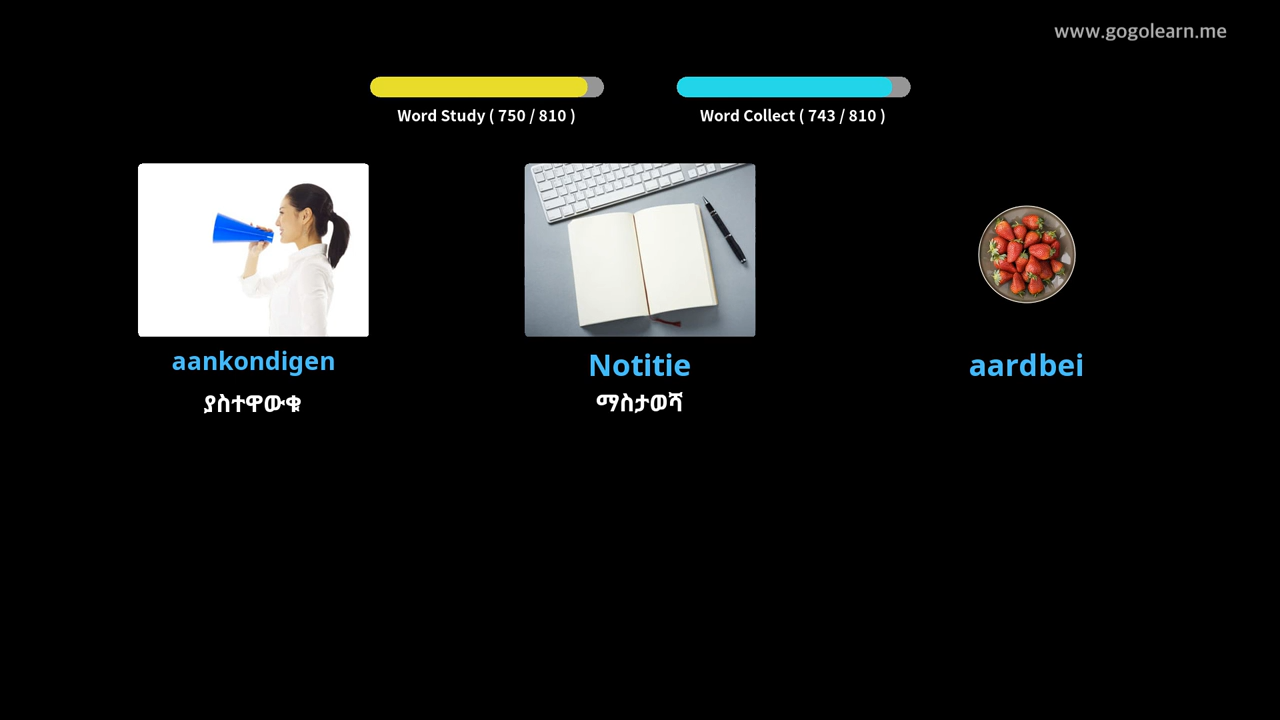 www.gogolearn.me
Word Study ( 750 / 810 )
Word Collect ( 743 / 810 )
aankondigen
Notitie
aardbei
ያስተዋውቁ
ማስታወሻ